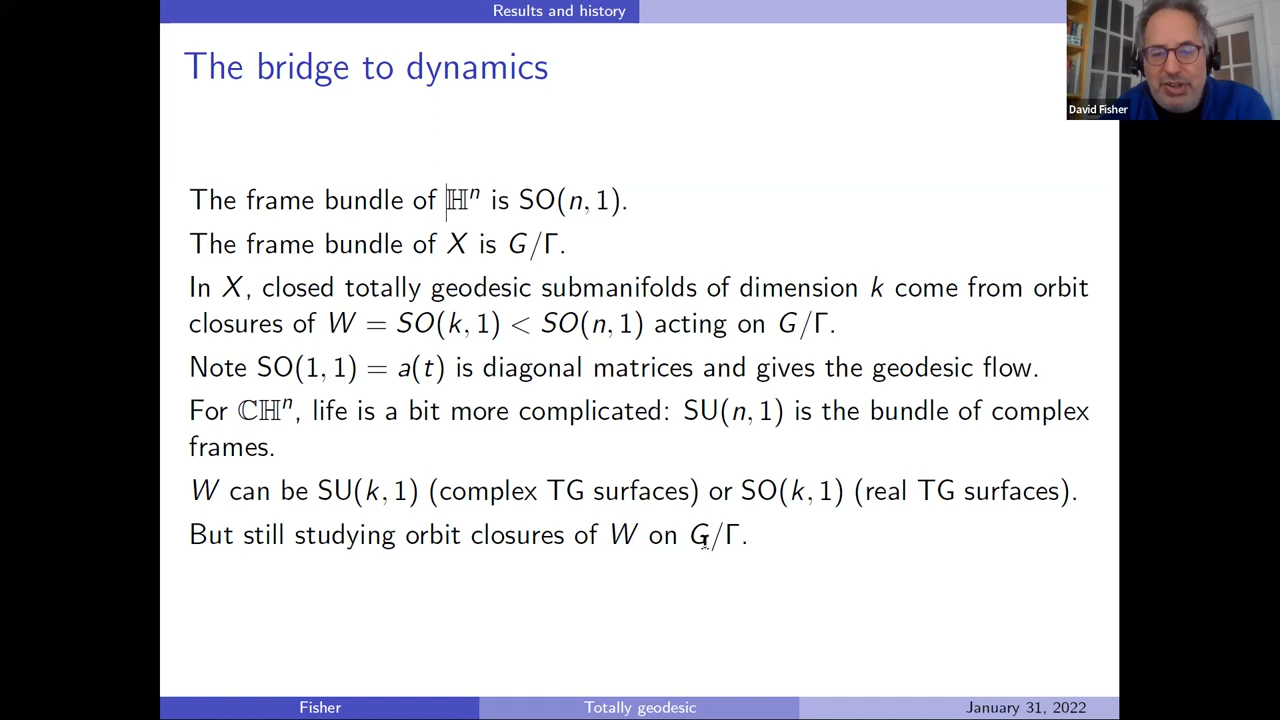 Results and history
The bridge to dynamics
David Fisher
The frame bundle of ℍⁿ is SO(n, 1).
The frame bundle of X is G/Γ.
In X, closed totally geodesic submanifolds of dimension k come from orbit
closures of W = SO(k, 1) < SO(n, 1) acting on G/Γ.
Note SO(1, 1) = a(t) is diagonal matrices and gives the geodesic flow.
For ℂℍⁿ, life is a bit more complicated: SU(n, 1) is the bundle of complex
frames.
W can be SU(k, 1) (complex TG surfaces) or SO(k, 1) (real TG surfaces).
But still studying orbit closures of W on G/Γ.
Fisher
Totally geodesic
January 31, 2022